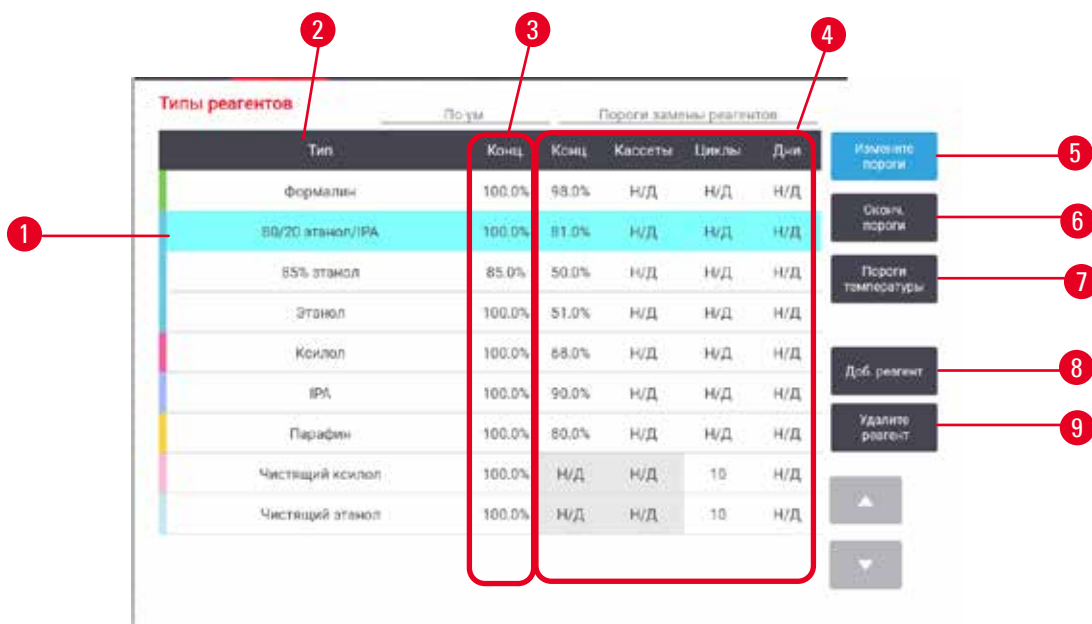 2 3 4
Типы реагентов
По ум Пороги замены реагентов
Тип Конц. Конц Кассеты Циклы Дни
Измените
пороги
5
Формалин 100.0% 98.0% Н/Д Н/Д Н/Д
Оконч.
пороги
6
1
80/20 этанол/IPA 100.0% 81.0% Н/Д Н/Д Н/Д
85% этанол 85.0% 50.0% Н/Д Н/Д Н/Д
Пороги
температуры
7
Этанол 100.0% 51.0% Н/Д Н/Д Н/Д
Ксилол 100.0% 68.0% Н/Д Н/Д Н/Д
Доб. реагент
8
IPA 100.0% 90.0% Н/Д Н/Д Н/Д
Парафин 100.0% 80.0% Н/Д Н/Д Н/Д
Удалите
реагент
9
Чистящий ксилол 100.0% Н/Д Н/Д 10 Н/Д
Чистящий этанол 100.0% Н/Д Н/Д 10 Н/Д